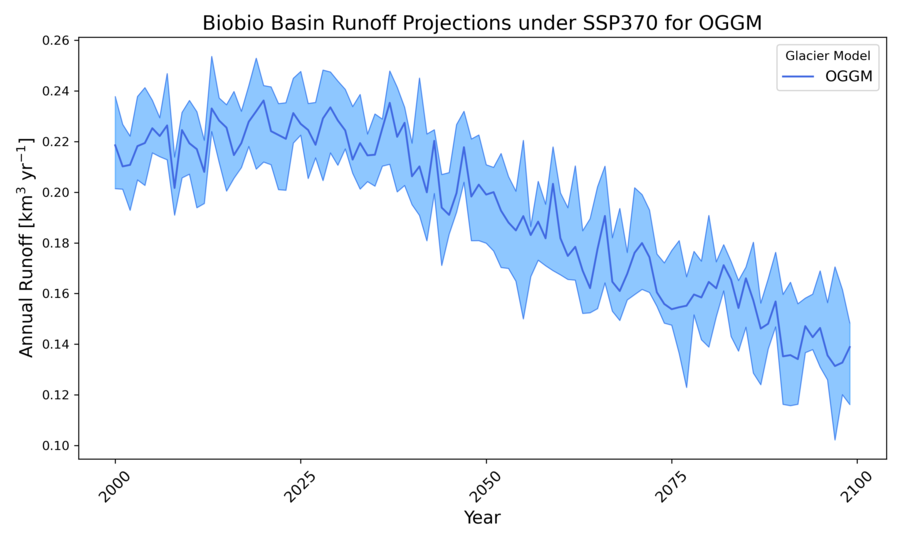 Biobio Basin Runoff Projections under SSP370 for OGGM
Glacier Model
OGGM
Annual Runoff [km³ yr⁻¹]
0.26
0.24
0.22
0.20
0.18
0.16
0.14
0.12
0.10
2000
2025
2050
2075
2100
Year